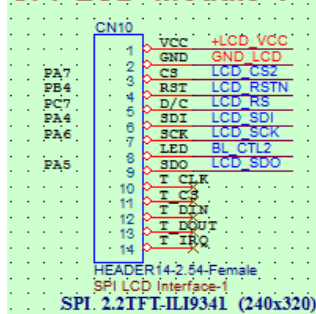 CN10
1 VCC +LCD_VCC
2 GND GND_LCD
PA7 3 CS LCD_CS2
PB4 4 RST LCD_RSTN
PC7 5 D/C LCD_RS
PA4 6 SDI LCD_SDI
PA6 7 SCK LCD_SCK
8 LED BL_CTL2
PA5 9 SDO LCD_SDO
10 T_CLK
11 T_CS
12 T_DIN
13 T_DOUT
14 T_IRQ
HEADER14-2.54-Female
SPI LCD Interface-1
SPI 2.2TFT-ILI9341 (240x320)